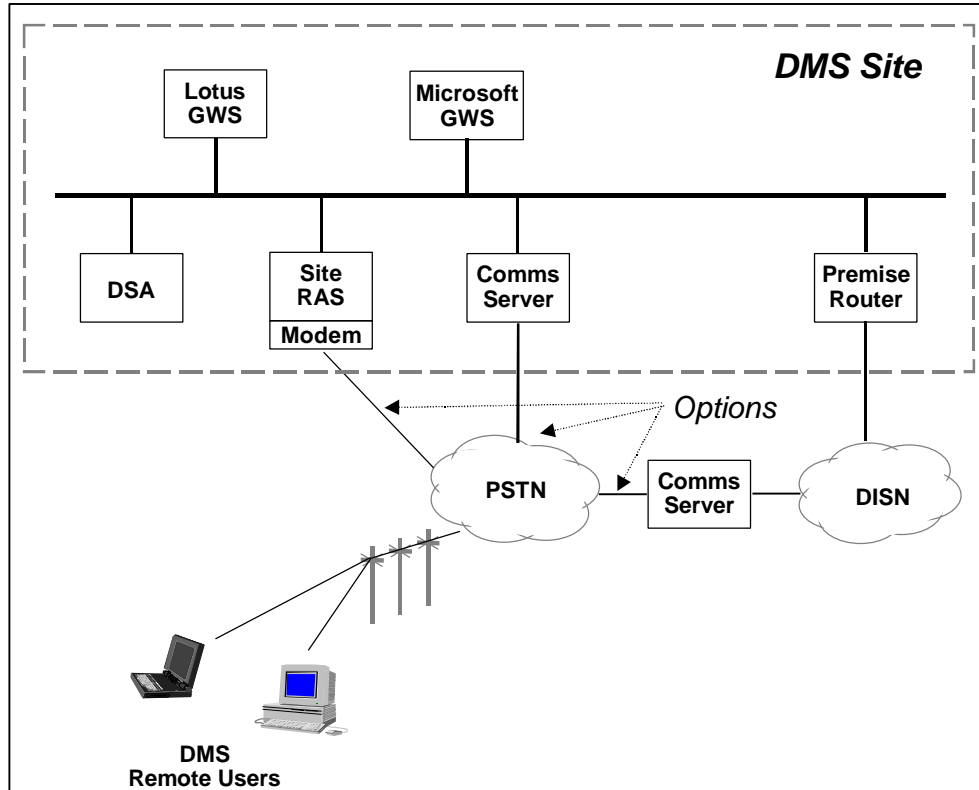 DMS Site
Lotus
GWS
Microsoft
GWS
DSA
Site
RAS
Modem
Comms
Server
Premise
Router
Options
PSTN
Comms
Server
DISN
DMS
Remote Users